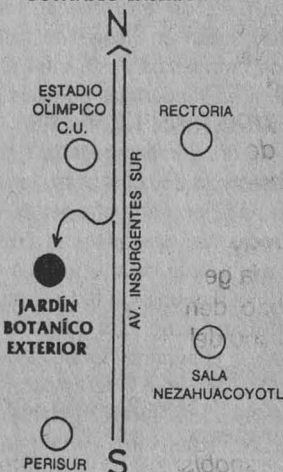 N
ESTADIO
OLIMPICO
C.U.
RECTORIA
AV. INSURGENTES SUR
JARDÍN
BOTANÍCO
EXTERIOR
SALA
NEZAHUACOYOTL
PERISUR
S